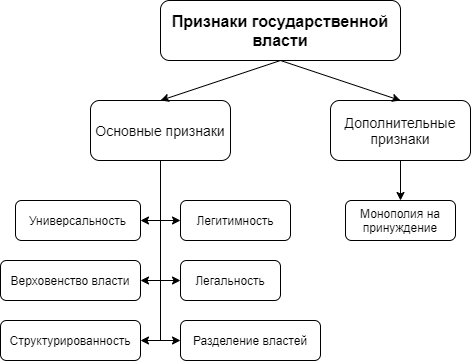 Признаки государственной
власти
Основные признаки
Дополнительные
признаки
Универсальность
Легитимность
Монополия на
принуждение
Верховенство власти
Легальность
Структурированность
Разделение властей